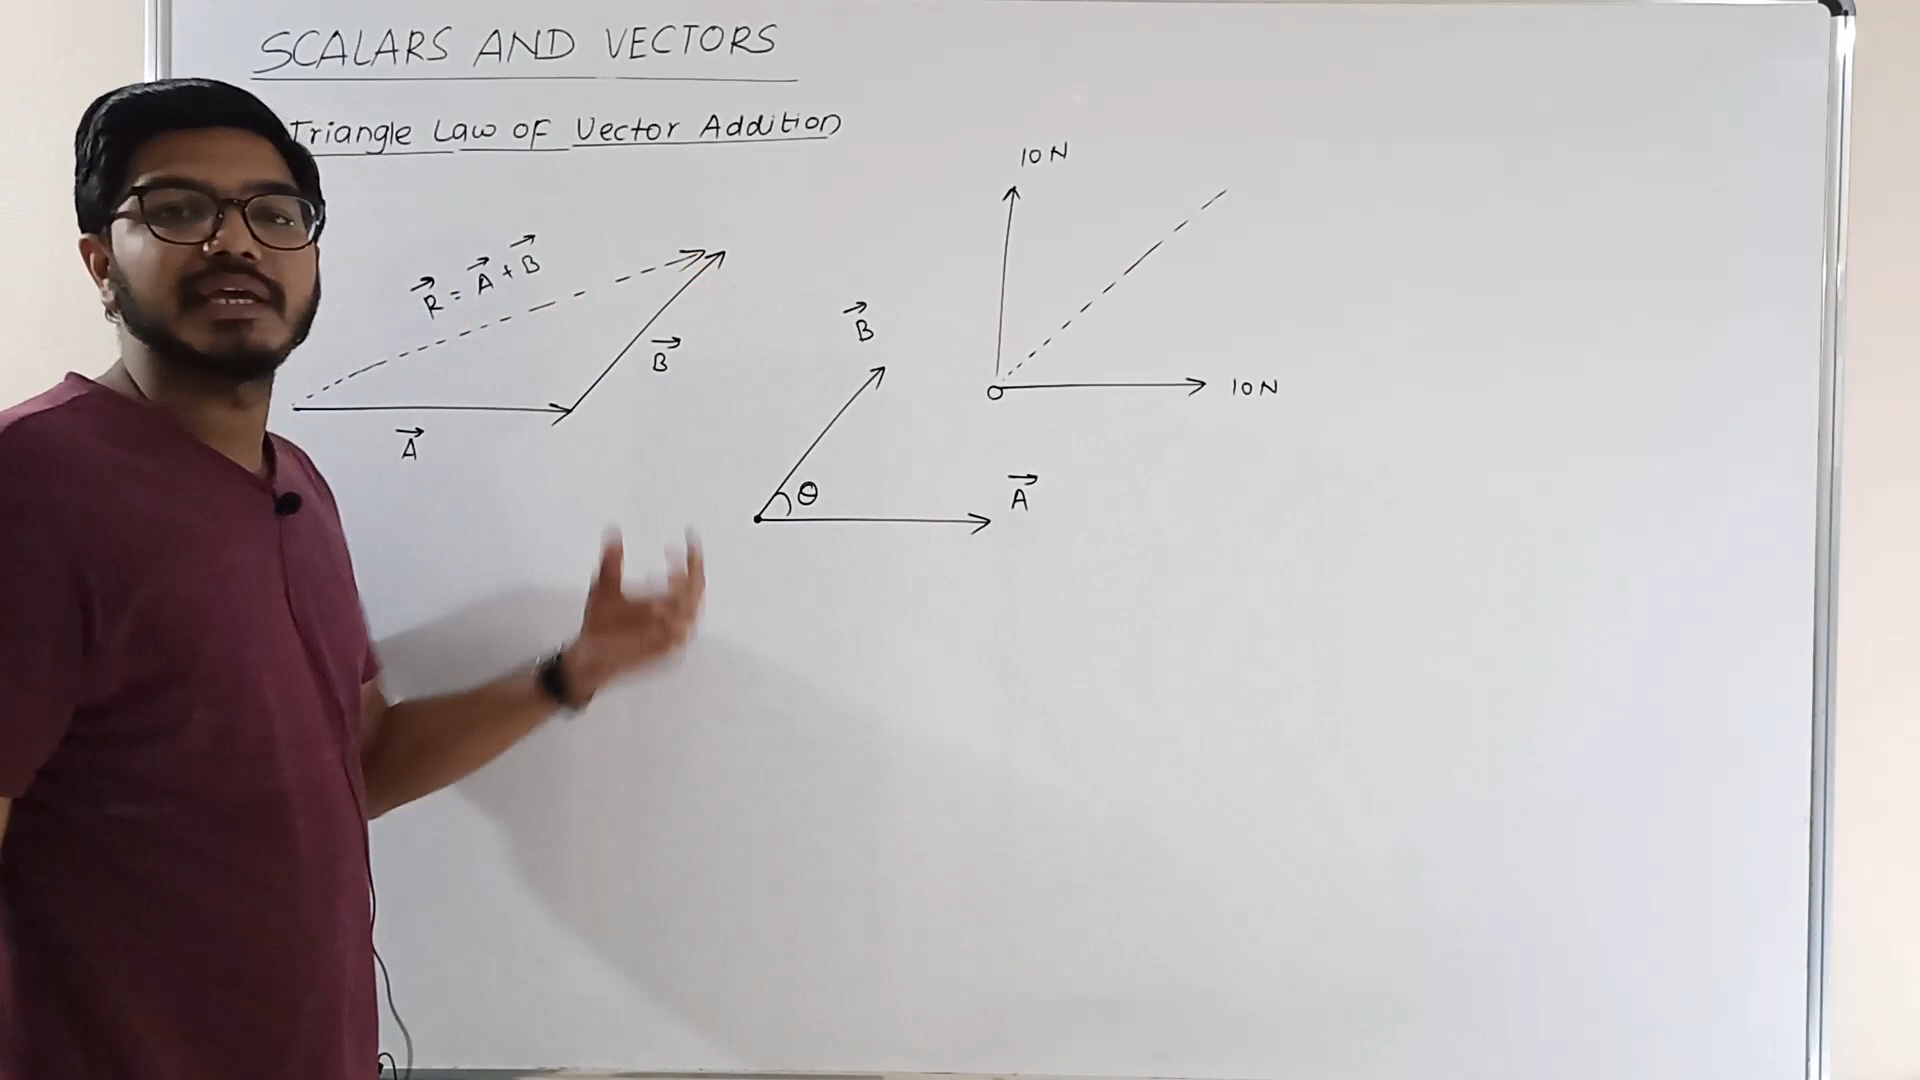 SCALARS AND VECTORS
Triangle Law OF Vector Addition
10 N
R⃗ = A⃗ + B⃗
B⃗
B⃗
10 N
A⃗
θ
A⃗